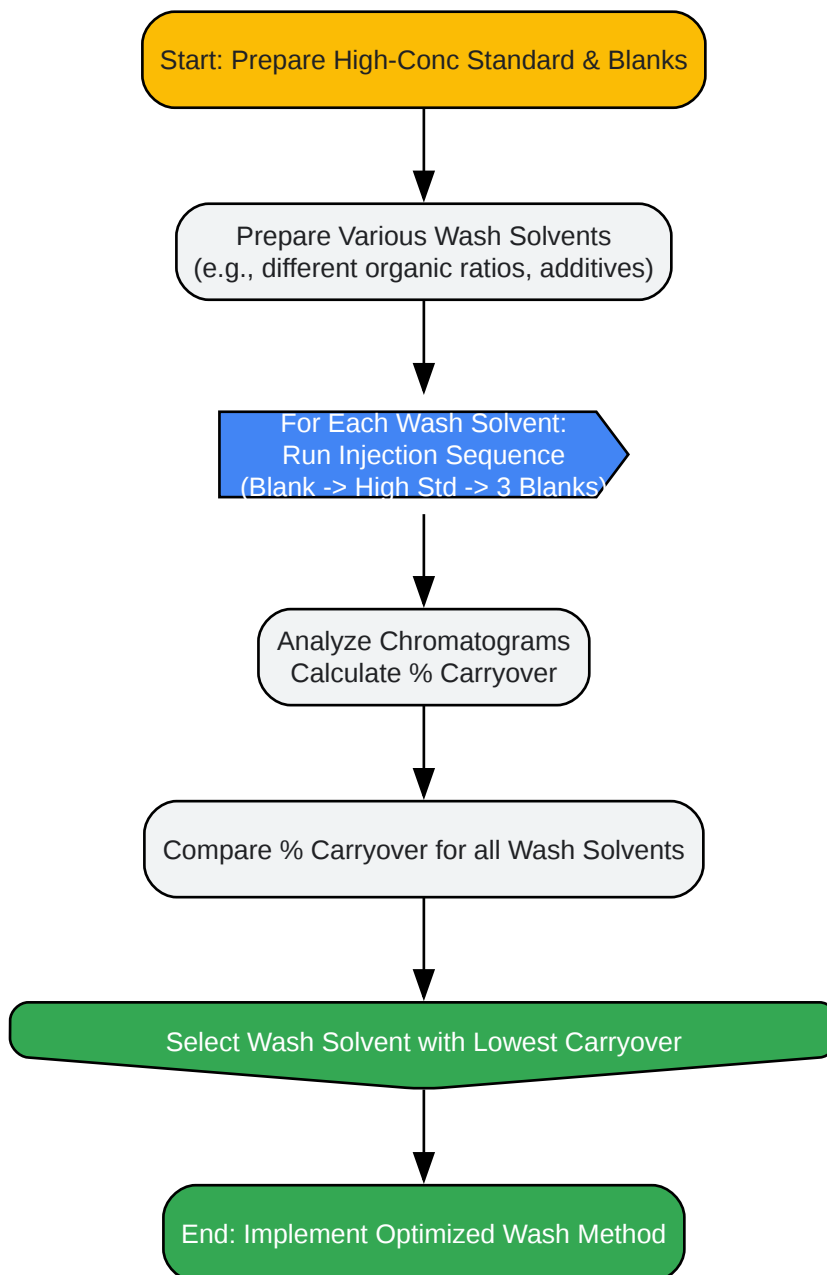 Start: Prepare High-Conc Standard & Blanks
Prepare Various Wash Solvents
(e.g., different organic ratios, additives)
For Each Wash Solvent:
Run Injection Sequence
(Blank -> High Std -> 3 Blanks)
Analyze Chromatograms
Calculate % Carryover
Compare % Carryover for all Wash Solvents
Select Wash Solvent with Lowest Carryover
End: Implement Optimized Wash Method